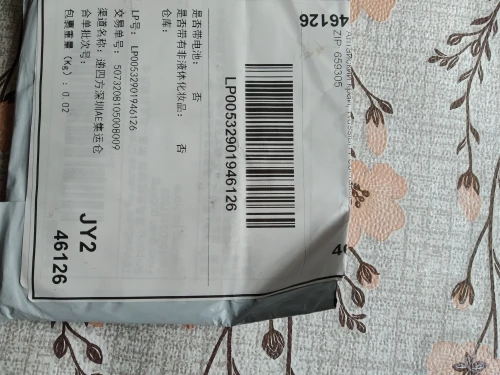 46126
ZIP: 659305
LP00532901946126
是否带电池: 否
是否带有非液体化妆品: 否
仓库:
LP号: LP00532901946126
交易单号: 5073208105008009
渠道名称: 递四方深圳AE集运仓
合单批次号:
包裹重量 (Kg) : 0.02
JY2
46126